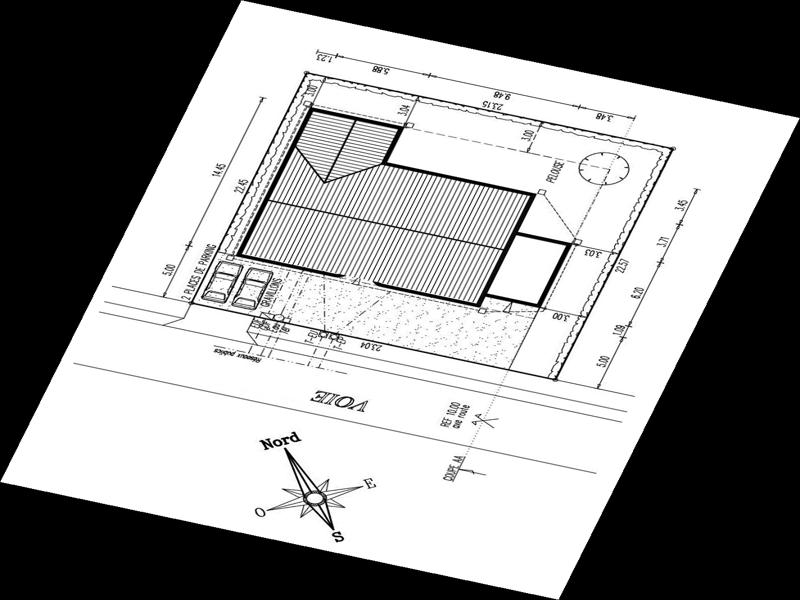 1.23
5.88
9.48
3.48
23.15
3.00
3.04
3.00
PELOUSE
14.45
22.45
5.00
2 PLACES DE PARKING
GRAVILLONS
3.45
3.71
3.03
22.57
6.20
3.00
1.09
5.00
23.04
Réseaux publics
VOIE
REF 10.00
axe route
A A
COUPE AA
Nord
E
O
S